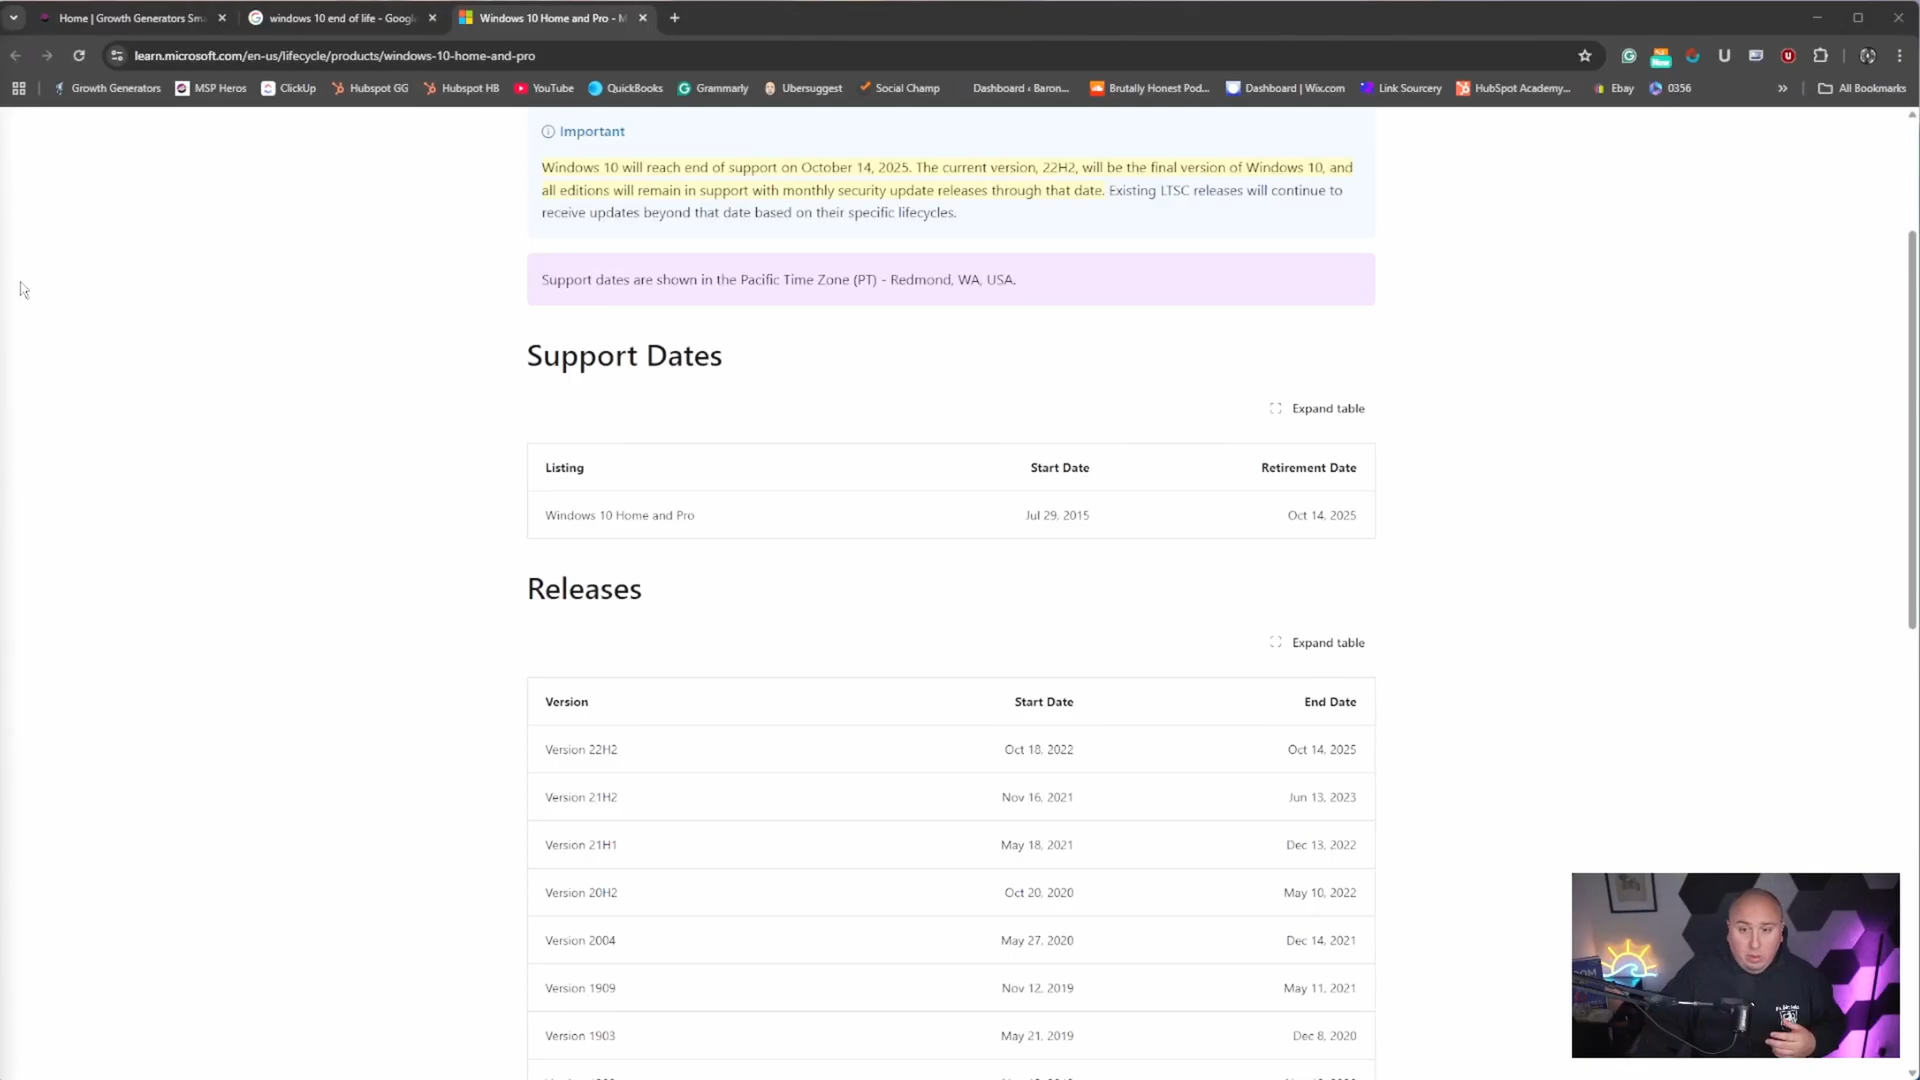 Home | Growth Generators Sm
windows 10 end of life - Googl
Windows 10 Home and Pro - M
learn.microsoft.com/en-us/lifecycle/products/windows-10-home-and-pro
New
Growth Generators
MSP Heros
ClickUp
Hubspot GG
Hubspot HB
YouTube
QuickBooks
Grammarly
Ubersuggest
Social Champ
Dashboard ‹ Baron...
Brutally Honest Pod...
Dashboard | Wix.com
Link Sourcery
HubSpot Academy...
Ebay
0356
»
All Bookmarks
Important
Windows 10 will reach end of support on October 14, 2025. The current version, 22H2, will be the final version of Windows 10, and
all editions will remain in support with monthly security update releases through that date. Existing LTSC releases will continue to
receive updates beyond that date based on their specific lifecycles.
Support dates are shown in the Pacific Time Zone (PT) - Redmond, WA, USA.
Support Dates
Expand table
Listing Start Date Retirement Date
Windows 10 Home and Pro Jul 29, 2015 Oct 14, 2025
Releases
Expand table
Version Start Date End Date
Version 22H2 Oct 18, 2022 Oct 14, 2025
Version 21H2 Nov 16, 2021 Jun 13, 2023
Version 21H1 May 18, 2021 Dec 13, 2022
Version 20H2 Oct 20, 2020 May 10, 2022
Version 2004 May 27, 2020 Dec 14, 2021
Version 1909 Nov 12, 2019 May 11, 2021
Version 1903 May 21, 2019 Dec 8, 2020